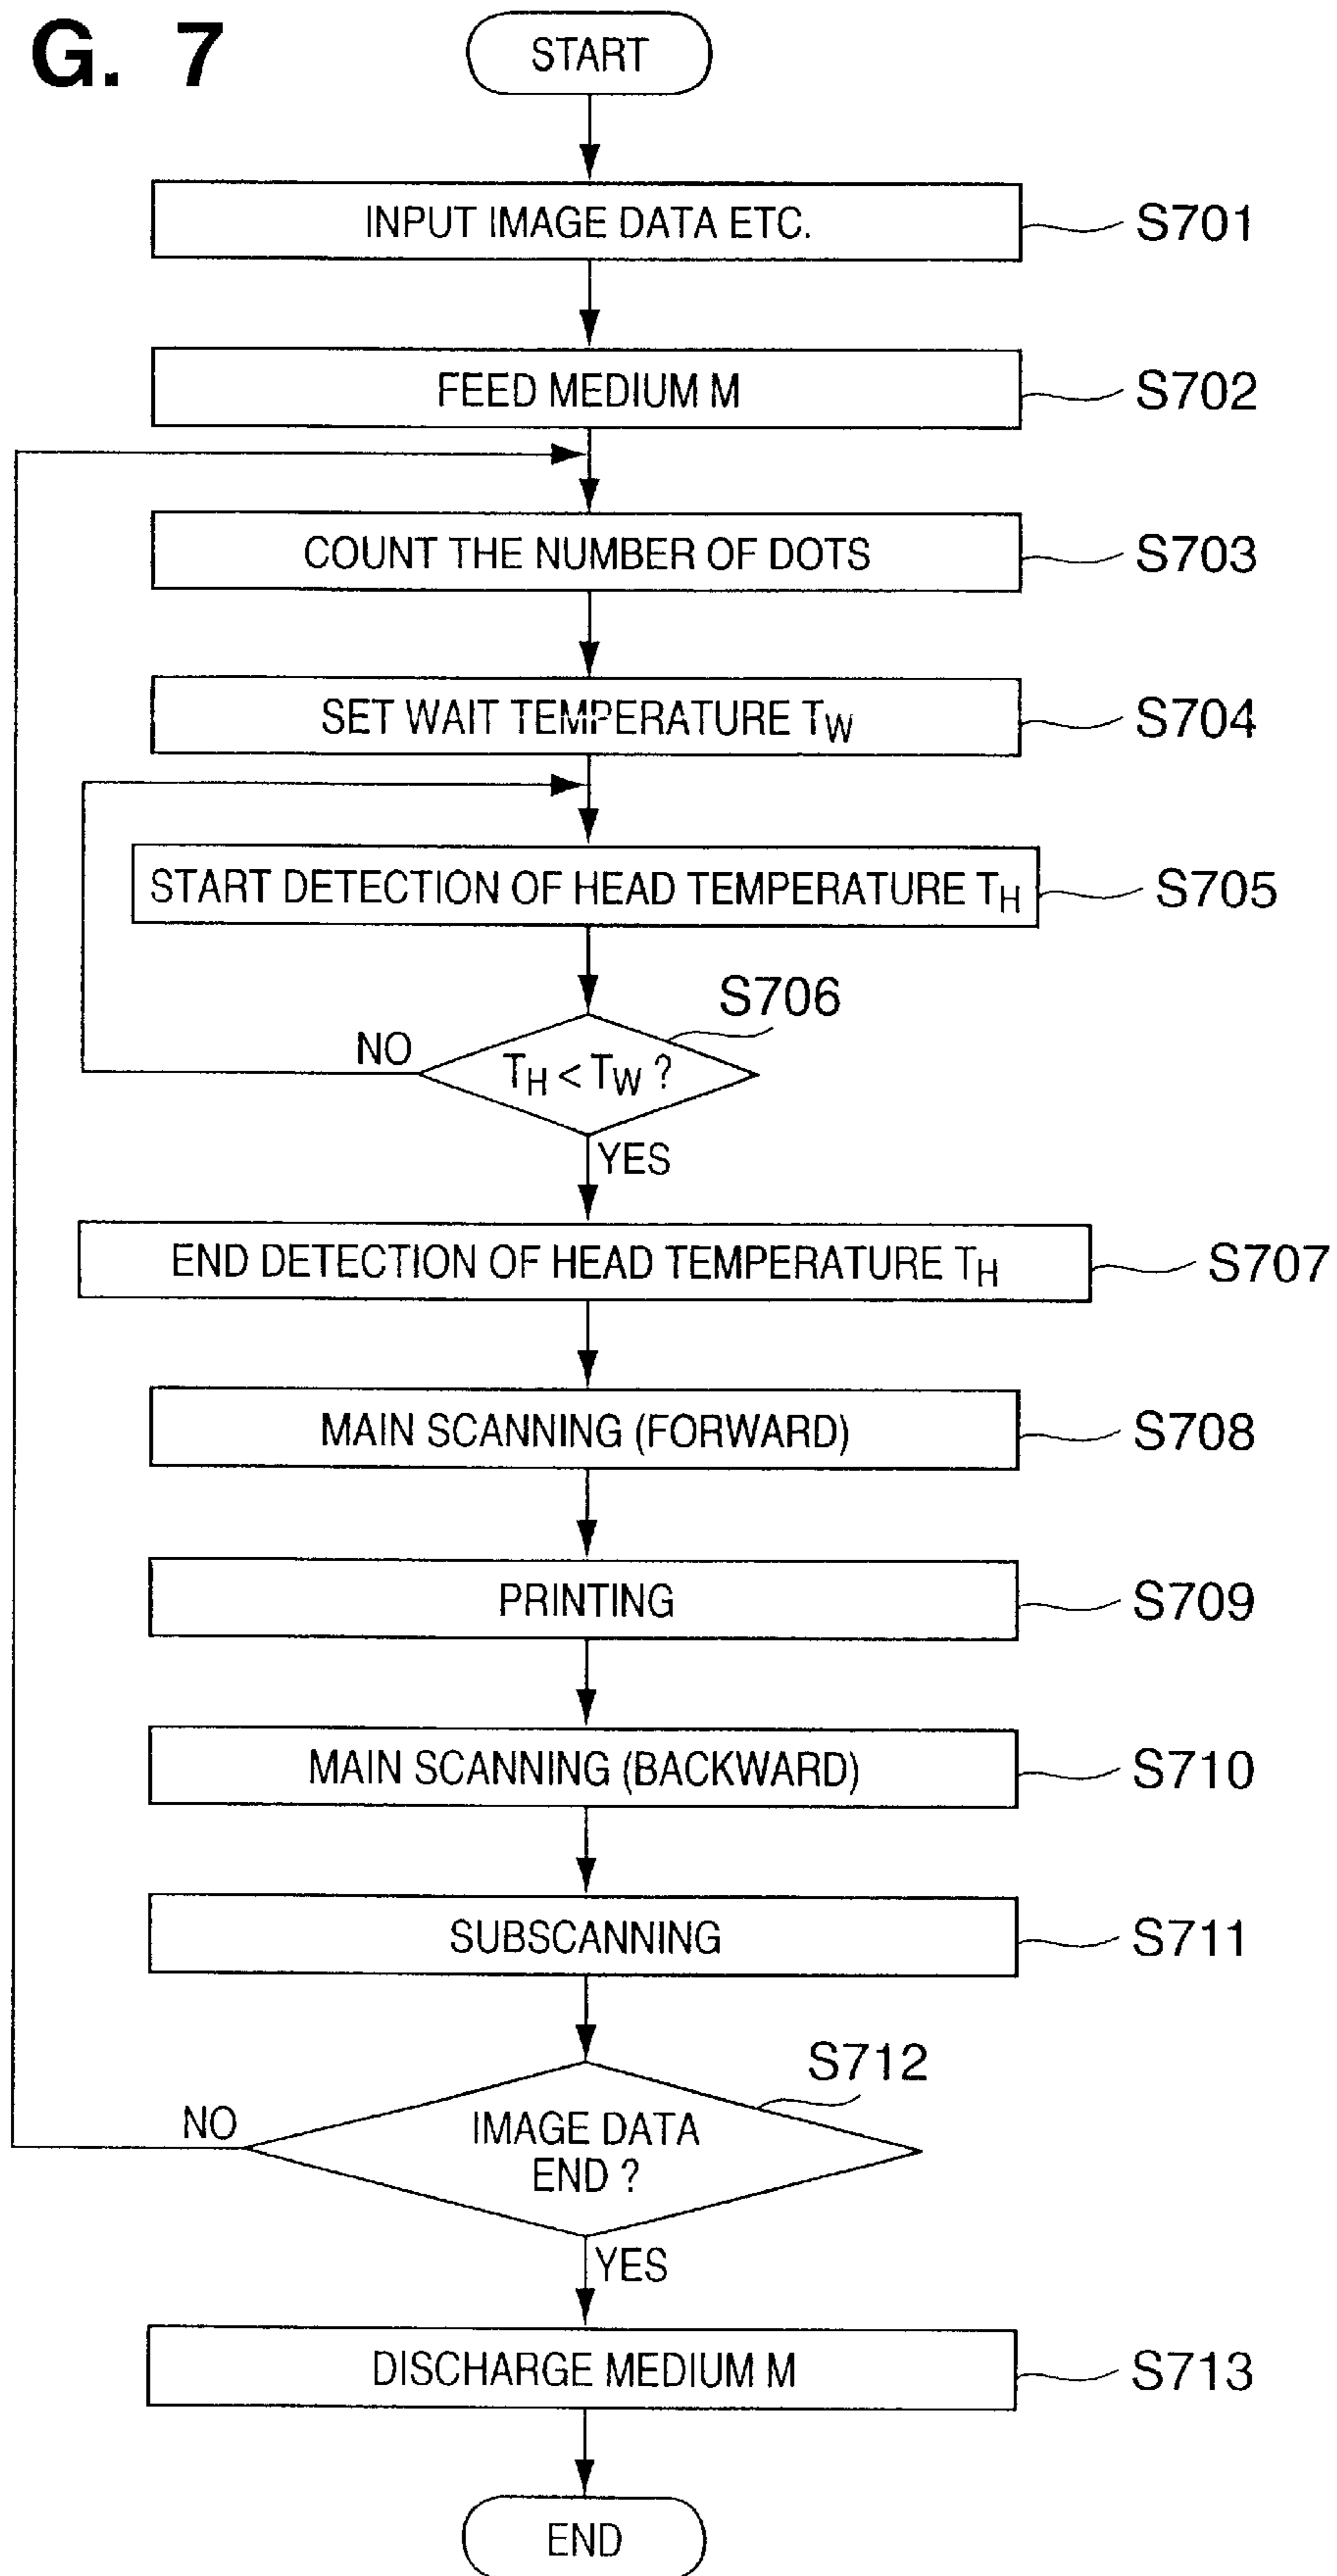 G. 7
START
INPUT IMAGE DATA ETC.
S701
FEED MEDIUM M
S702
COUNT THE NUMBER OF DOTS
S703
SET WAIT TEMPERATURE TW
S704
START DETECTION OF HEAD TEMPERATURE TH
S705
S706
NO
TH < TW ?
YES
END DETECTION OF HEAD TEMPERATURE TH
S707
MAIN SCANNING (FORWARD)
S708
PRINTING
S709
MAIN SCANNING (BACKWARD)
S710
SUBSCANNING
S711
S712
NO
IMAGE DATA
END ?
YES
DISCHARGE MEDIUM M
S713
END